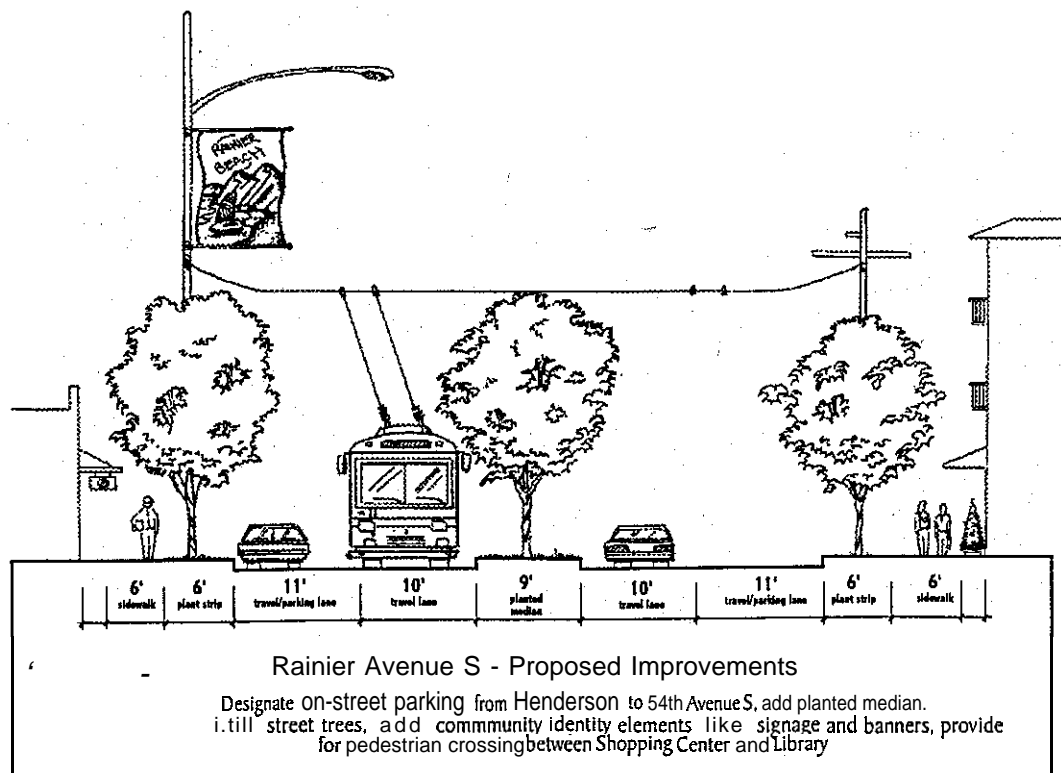 RAINIER
BEACH
6' 6' 11' 10' 9' 10' 11' 6' 6'
sidewalk plant strip travel/parking lane travel lane planted median travel lane travel/parking lane plant strip sidewalk
Rainier Avenue S - Proposed Improvements
Designate on-street parking from Henderson to 54th Avenue S, add planted median.
i.till street trees, add commmunity identity elements like signage and banners, provide
for pedestrian crossing between Shopping Center and Library